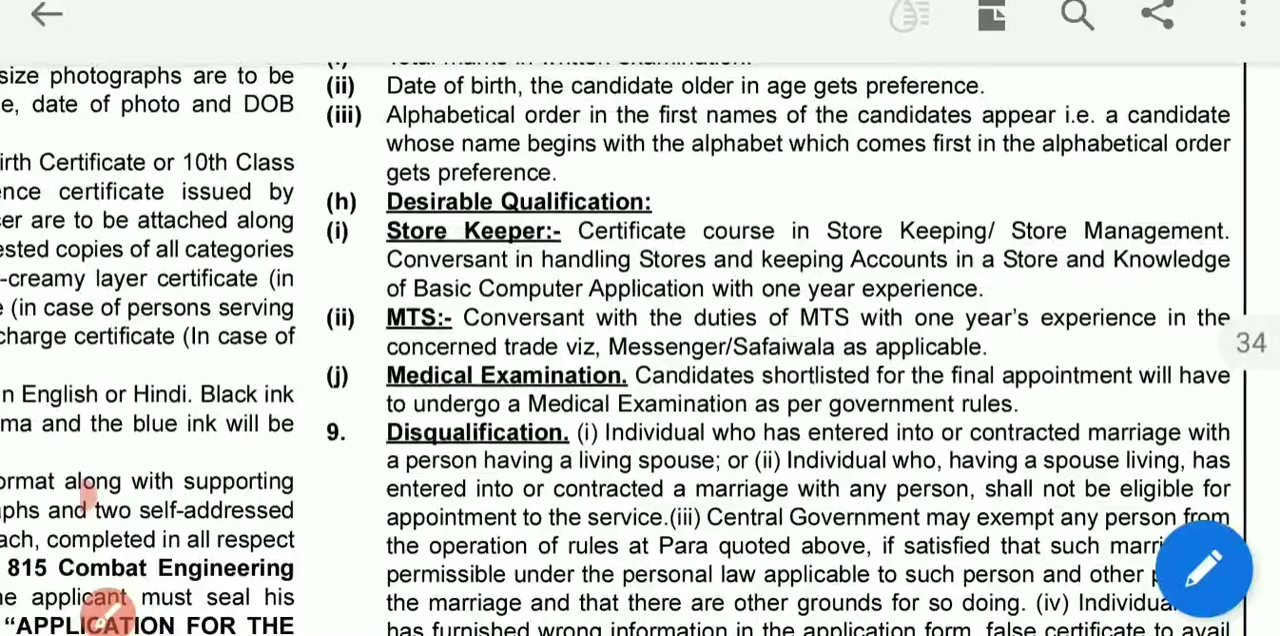 size photographs are to be
e, date of photo and DOB
irth Certificate or 10th Class
ence certificate issued by
er are to be attached along
ested copies of all categories
-creamy layer certificate (in
(in case of persons serving
charge certificate (In case of
n English or Hindi. Black ink
ma and the blue ink will be
ormat along with supporting
aphs and two self-addressed
ach, completed in all respect
815 Combat Engineering
he applicant must seal his
"APPLICATION FOR THE
(ii) Date of birth, the candidate older in age gets preference.
(iii) Alphabetical order in the first names of the candidates appear i.e. a candidate
whose name begins with the alphabet which comes first in the alphabetical order
gets preference.
(h) Desirable Qualification:
(i) Store Keeper:- Certificate course in Store Keeping/ Store Management.
Conversant in handling Stores and keeping Accounts in a Store and Knowledge
of Basic Computer Application with one year experience.
(ii) MTS:- Conversant with the duties of MTS with one year's experience in the
concerned trade viz, Messenger/Safaiwala as applicable.
(j) Medical Examination. Candidates shortlisted for the final appointment will have
to undergo a Medical Examination as per government rules.
9. Disqualification. (i) Individual who has entered into or contracted marriage with
a person having a living spouse; or (ii) Individual who, having a spouse living, has
entered into or contracted a marriage with any person, shall not be eligible for
appointment to the service.(iii) Central Government may exempt any person from
the operation of rules at Para quoted above, if satisfied that such marri
permissible under the personal law applicable to such person and other
the marriage and that there are other grounds for so doing. (iv) Individua
has furnished wrong information in the application form, false certificate to avail
34